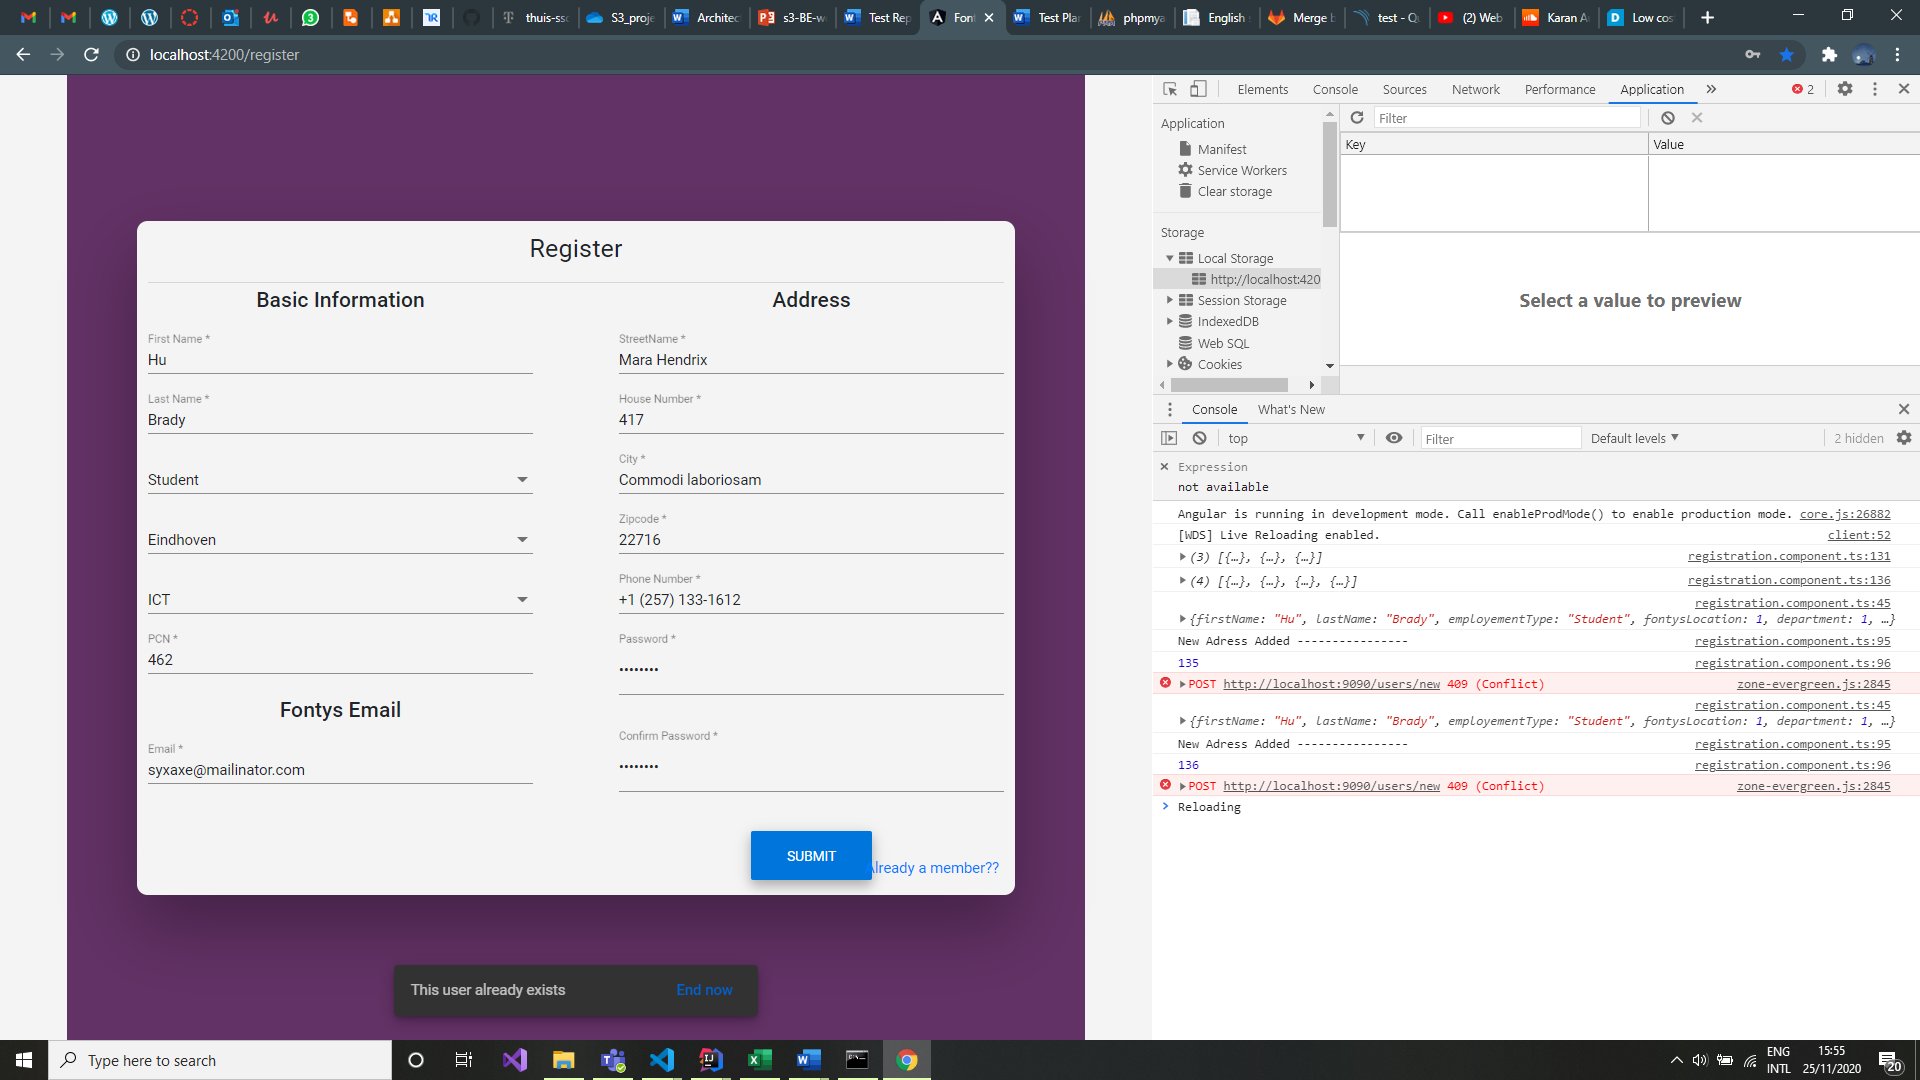 thuis-ss
S3_proje
Architec
s3-BE-w
Test Rep
Font
Test Pla
phpmya
English
Merge b
test - Q
(2) Web
Karan A
Low cos
localhost:4200/register
Elements Console Sources Network Performance Application » 2
Application
Manifest
Service Workers
Clear storage
Storage
Local Storage
http://localhost:420
Session Storage
IndexedDB
Web SQL
Cookies
Filter
Key Value
Select a value to preview
Console What's New
top Filter Default levels 2 hidden
Expression
not available
Angular is running in development mode. Call enableProdMode() to enable production mode. core.js:26882
[WDS] Live Reloading enabled. client:52
(3) [{…}, {…}, {…}] registration.component.ts:131
(4) [{…}, {…}, {…}, {…}] registration.component.ts:136
registration.component.ts:45
{firstName: "Hu", lastName: "Brady", employementType: "Student", fontysLocation: 1, department: 1, …}
New Adress Added ---------------- registration.component.ts:95
135 registration.component.ts:96
POST http://localhost:9090/users/new 409 (Conflict) zone-evergreen.js:2845
registration.component.ts:45
{firstName: "Hu", lastName: "Brady", employementType: "Student", fontysLocation: 1, department: 1, …}
New Adress Added ---------------- registration.component.ts:95
136 registration.component.ts:96
POST http://localhost:9090/users/new 409 (Conflict) zone-evergreen.js:2845
Reloading
Register
Basic Information
First Name *
Hu
Last Name *
Brady
Student
Eindhoven
ICT
PCN *
462
Fontys Email
Email *
syxaxe@mailinator.com
Address
StreetName *
Mara Hendrix
House Number *
417
City *
Commodi laboriosam
Zipcode *
22716
Phone Number *
+1 (257) 133-1612
Password *
••••••••
Confirm Password *
••••••••
SUBMIT
Already a member??
This user already exists End now
Type here to search
ENG
INTL
15:55
25/11/2020
20